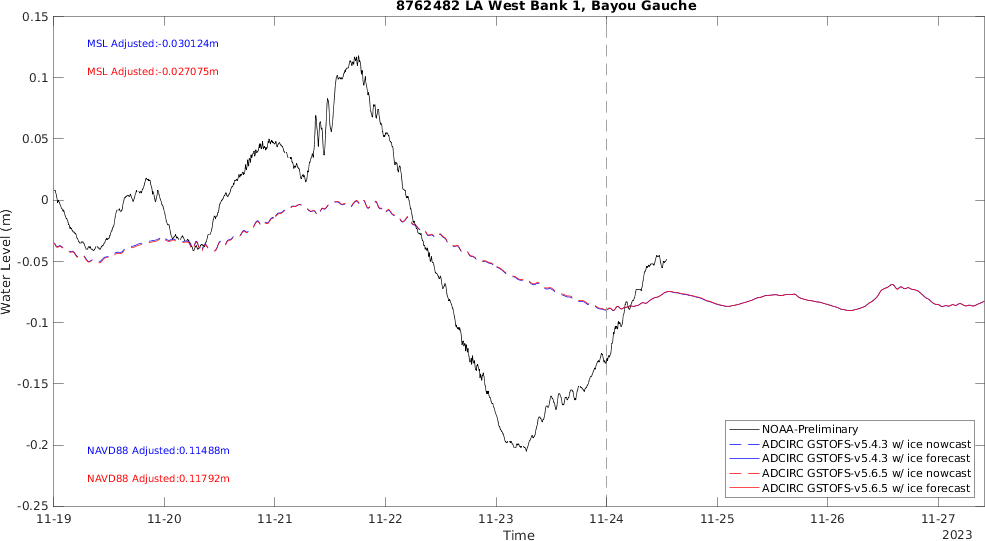 8762482 LA West Bank 1, Bayou Gauche
0.15
0.1
0.05
0
-0.05
-0.1
-0.15
-0.2
-0.25
Water Level (m)
MSL Adjusted:-0.030124m
MSL Adjusted:-0.027075m
NAVD88 Adjusted:0.11488m
NAVD88 Adjusted:0.11792m
NOAA-Preliminary
ADCIRC GSTOFS-v5.4.3 w/ ice nowcast
ADCIRC GSTOFS-v5.4.3 w/ ice forecast
ADCIRC GSTOFS-v5.6.5 w/ ice nowcast
ADCIRC GSTOFS-v5.6.5 w/ ice forecast
11-19 11-20 11-21 11-22 11-23 11-24 11-25 11-26 11-27
Time
2023